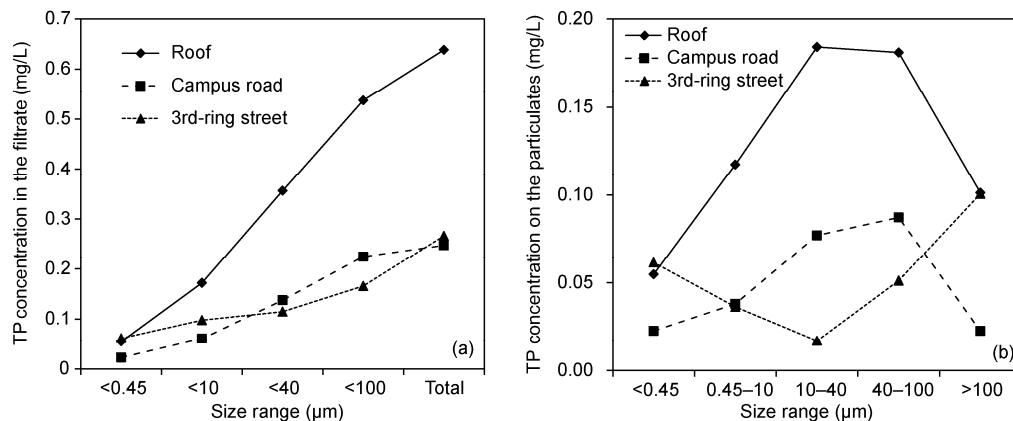 0.7
0.6
0.5
0.4
0.3
0.2
0.1
0
TP concentration in the filtrate (mg/L)
Roof
Campus road
3rd-ring street
(a)
<0.45 <10 <40 <100 Total
Size range (µm)
0.20
0.15
0.10
0.05
0.00
TP concentration on the particulates (mg/L)
Roof
Campus road
3rd-ring street
(b)
<0.45 0.45–10 10–40 40–100 >100
Size range (µm)